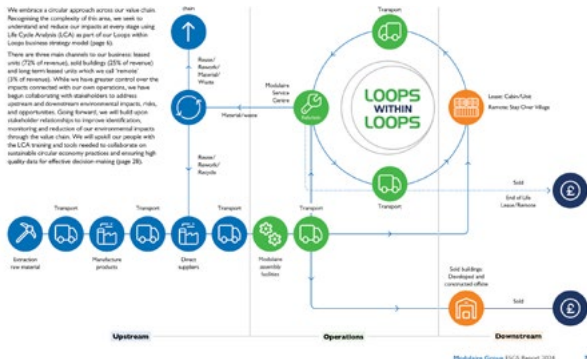 We embrace a circular approach across our value chain.
Recognising the complexity of this area, we seek to
understand and reduce our impacts at every stage using
Life Cycle Analysis (LCA) as part of our Loops within
Loops business strategy model (page 6).
There are three main channels to our business: leased
units (72% of revenue), sold buildings (25% of revenue)
and long term leased units which we call 'remote'
(3% of revenue). While we have greater control over the
impacts connected with our own operations, we have
begun collaborating with stakeholders to address
upstream and downstream environmental impacts, risks,
and opportunities. Going forward, we will build upon
stakeholder relationships to improve identification,
monitoring and reduction of our environmental impacts
through the value chain. We will upskill our people with
the LCA training and tools needed to collaborate on
sustainable circular economy practices and ensuring high
quality data for effective decision-making (page 28).
chain
Reuse/
Rework/
Material/
Waste
Material/waste
Reuse/
Rework/
Recycle
Modulaire
Service
Centre
Transport
LOOPS
WITHIN
LOOPS
Transport
Lease: Cabin/Unit
Remote: Stay Over Village
Sold
End of Life
Lease/Remote
Transport
Transport
Transport
Transport
Extraction
raw material
Manufacture
products
Direct
suppliers
Modulaire
assembly
facilities
Sold buildings:
Developed and
constructed offsite
Sold
Upstream
Operations
Downstream
Modulaire Group ESG Report 2024